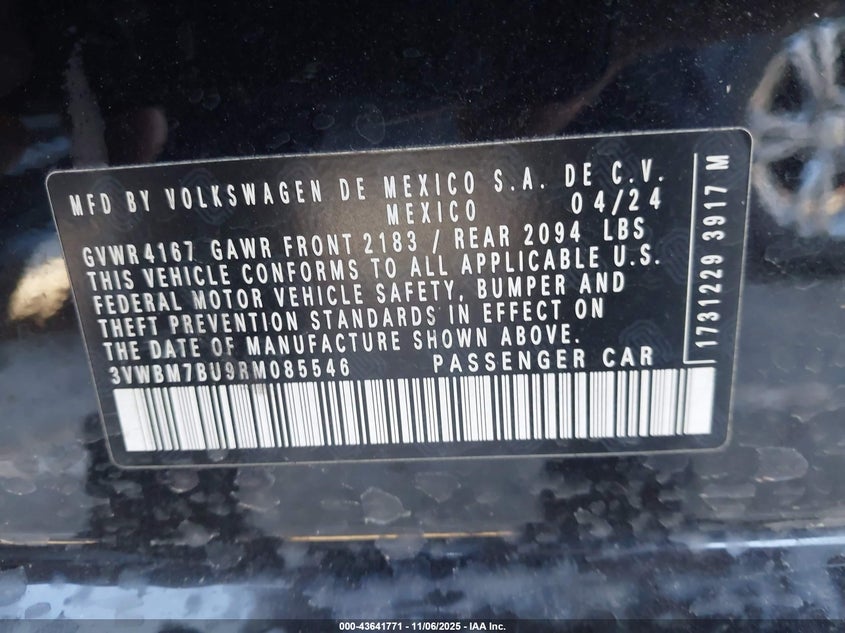 MFD BY VOLKSWAGEN DE MEXICO S.A. DE C.V.
MEXICO 04/24
GVWR 4167 GAWR FRONT 2183 / REAR 2094 LBS
THIS VEHICLE CONFORMS TO ALL APPLICABLE U.S.
FEDERAL MOTOR VEHICLE SAFETY, BUMPER AND
THEFT PREVENTION STANDARDS IN EFFECT ON
THE DATE OF MANUFACTURE SHOWN ABOVE.
3VWBM7BU9RM085546 PASSENGER CAR
1731229 3917 M
000-43641771 - 11/06/2025 - IAA Inc.